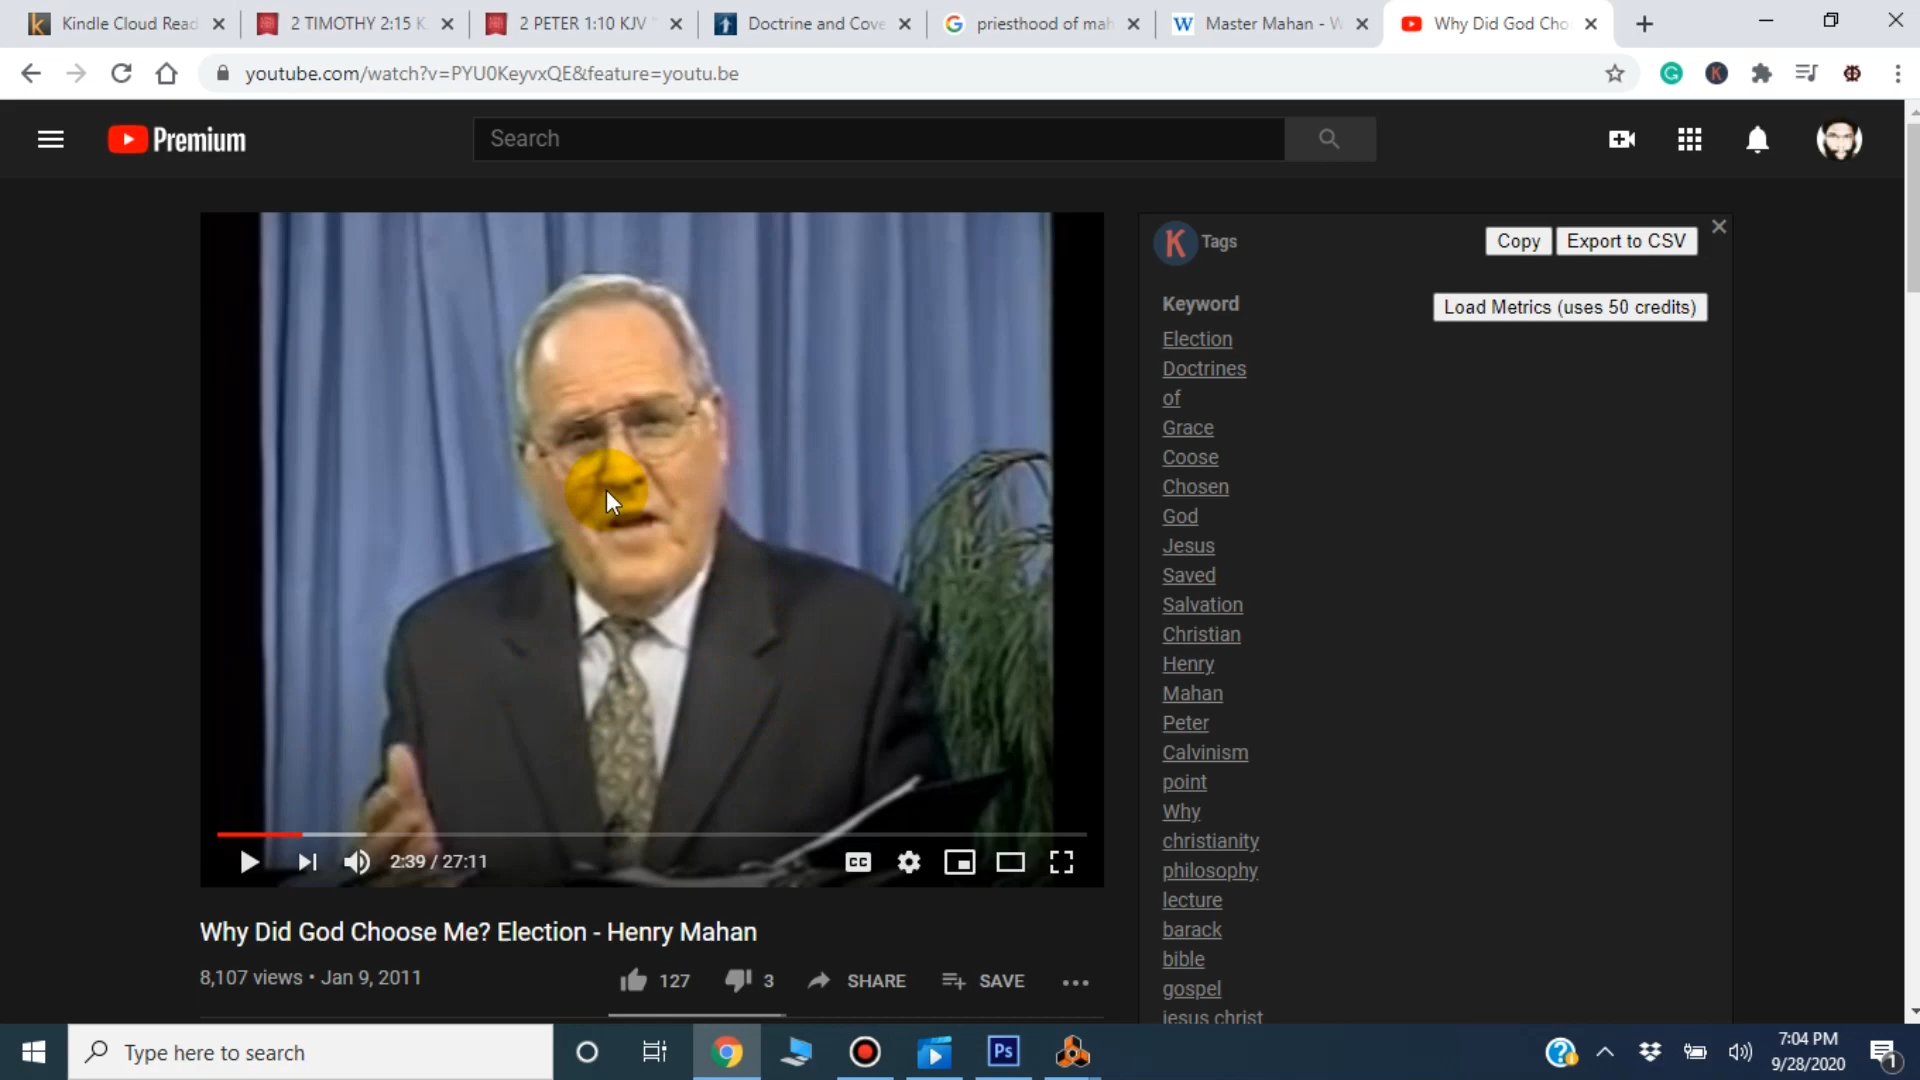 Kindle Cloud Read
2 TIMOTHY 2:15 K
2 PETER 1:10 KJV
Doctrine and Cove
priesthood of mah
Master Mahan - W
Why Did God Cho
youtube.com/watch?v=PYU0KeyvxQE&feature=youtu.be
Premium
Search
K Tags
Copy
Export to CSV
Keyword
Load Metrics (uses 50 credits)
Election
Doctrines
of
Grace
Coose
Chosen
God
Jesus
Saved
Salvation
Christian
Henry
Mahan
Peter
Calvinism
point
Why
christianity
philosophy
lecture
barack
bible
gospel
jesus christ
2:39 / 27:11
CC
Why Did God Choose Me? Election - Henry Mahan
8,107 views • Jan 9, 2011
127
3
SHARE
SAVE
Type here to search
Ps
7:04 PM
9/28/2020
1